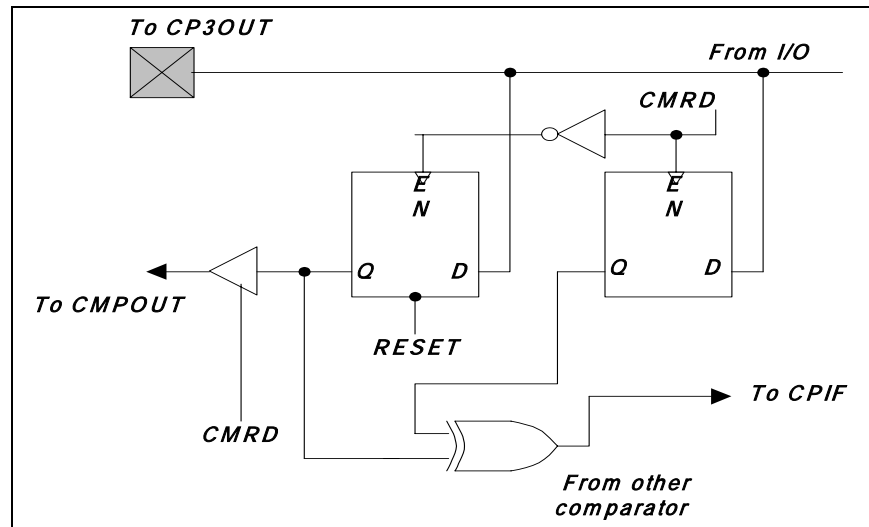 To CP3OUT
From I/O
CMRD
E
N
E
N
Q
D
Q
D
To CMPOUT
RESET
CMRD
To CPIF
From other
comparator